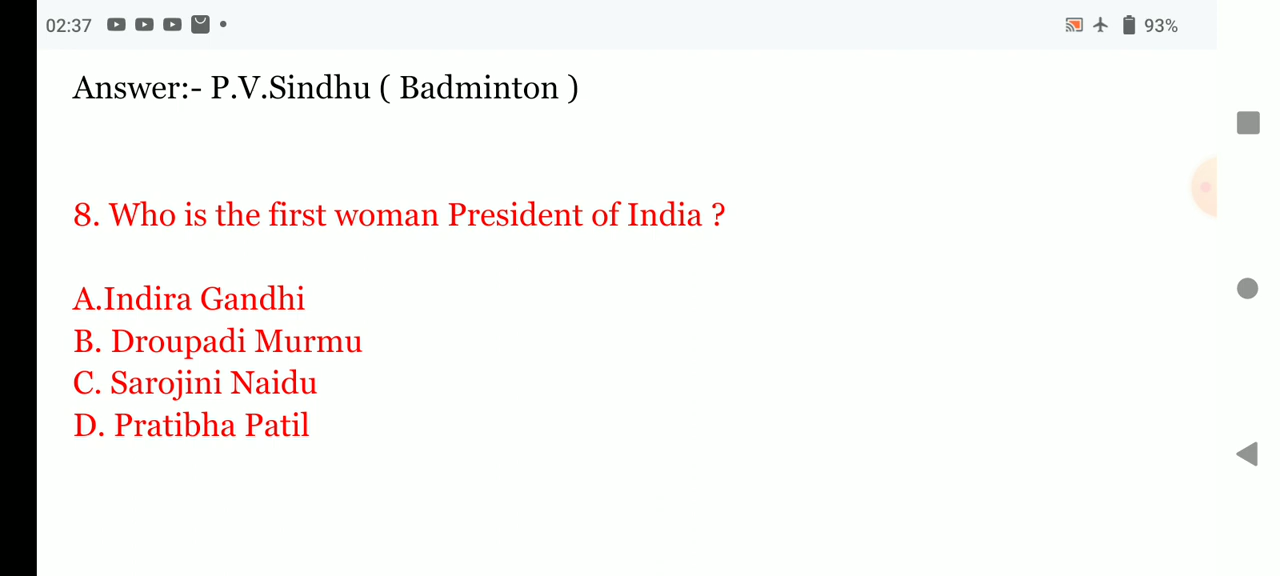 02:37 93%
Answer:- P.V.Sindhu ( Badminton )
8. Who is the first woman President of India ?
A.Indira Gandhi
B. Droupadi Murmu
C. Sarojini Naidu
D. Pratibha Patil